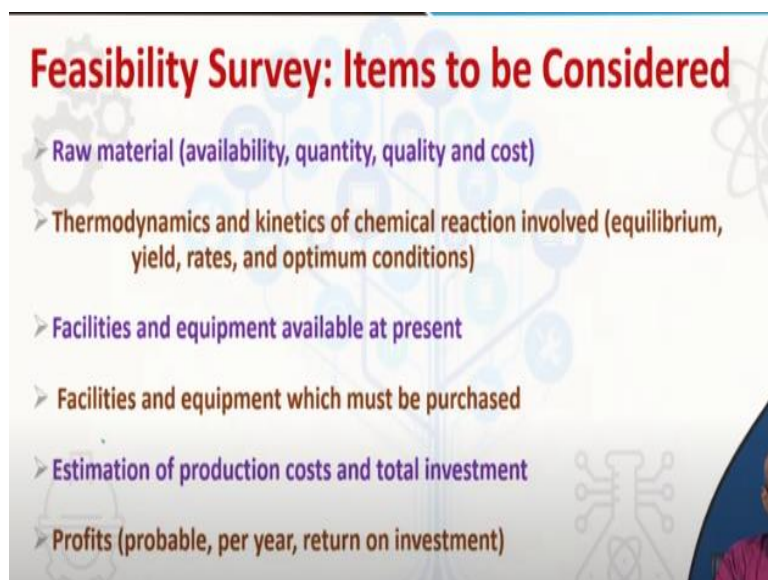 Feasibility Survey: Items to be Considered
Raw material (availability, quantity, quality and cost)
Thermodynamics and kinetics of chemical reaction involved (equilibrium,
yield, rates, and optimum conditions)
Facilities and equipment available at present
Facilities and equipment which must be purchased
Estimation of production costs and total investment
Profits (probable, per year, return on investment)